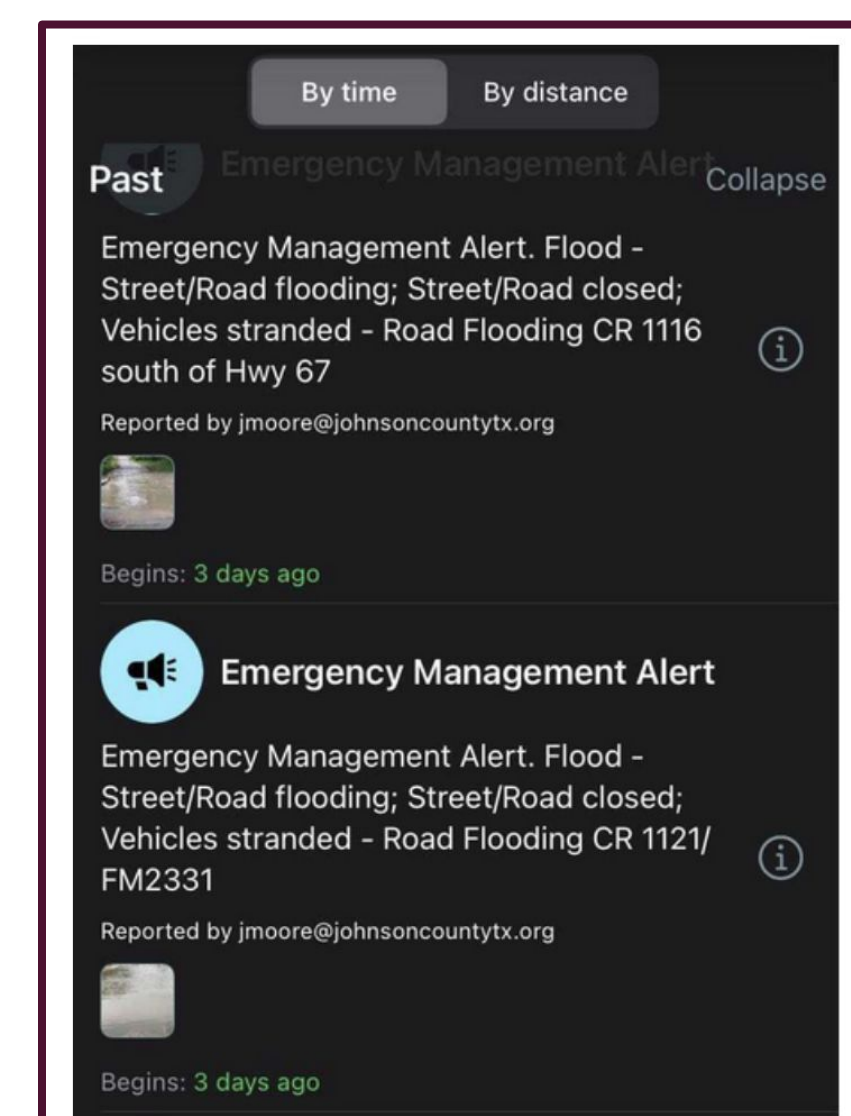 By time By distance
Emergency Management Alert
Past Collapse
Emergency Management Alert. Flood -
Street/Road flooding; Street/Road closed;
Vehicles stranded - Road Flooding CR 1116
south of Hwy 67
Reported by jmoore@johnsoncountytx.org
Begins: 3 days ago
Emergency Management Alert
Emergency Management Alert. Flood -
Street/Road flooding; Street/Road closed;
Vehicles stranded - Road Flooding CR 1121/
FM2331
Reported by jmoore@johnsoncountytx.org
Begins: 3 days ago